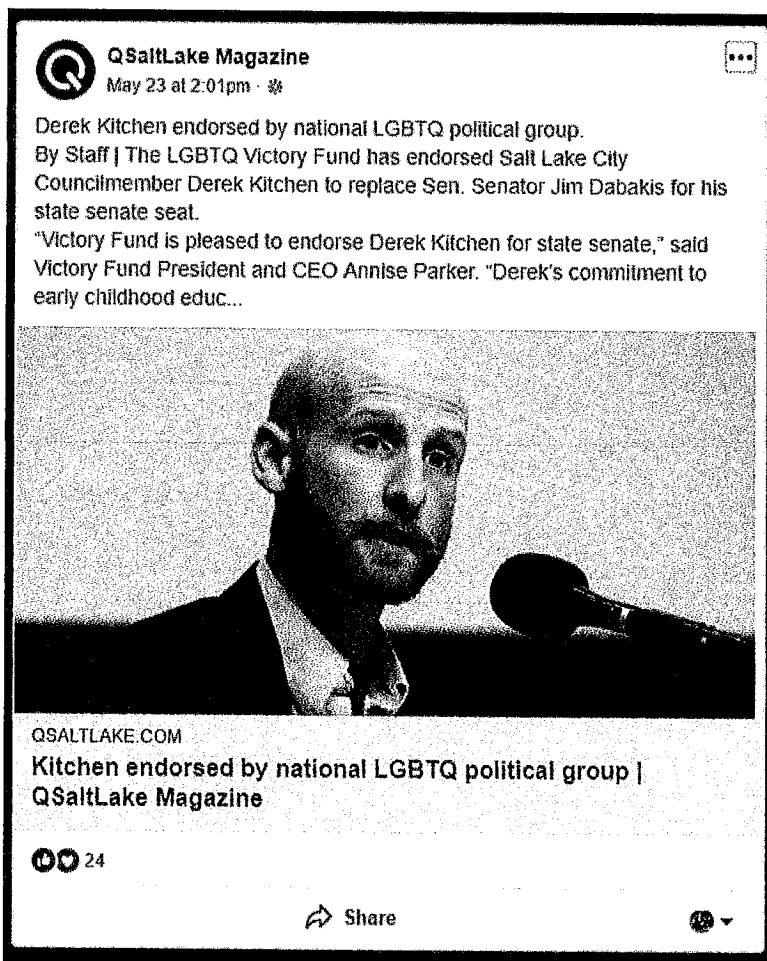 QSaltLake Magazine
May 23 at 2:01pm ·
Derek Kitchen endorsed by national LGBTQ political group.
By Staff | The LGBTQ Victory Fund has endorsed Salt Lake City
Councilmember Derek Kitchen to replace Sen. Senator Jim Dabakis for his
state senate seat.
"Victory Fund is pleased to endorse Derek Kitchen for state senate," said
Victory Fund President and CEO Annise Parker. "Derek's commitment to
early childhood educ...
QSALTLAKE.COM
Kitchen endorsed by national LGBTQ political group |
QSaltLake Magazine
24
Share